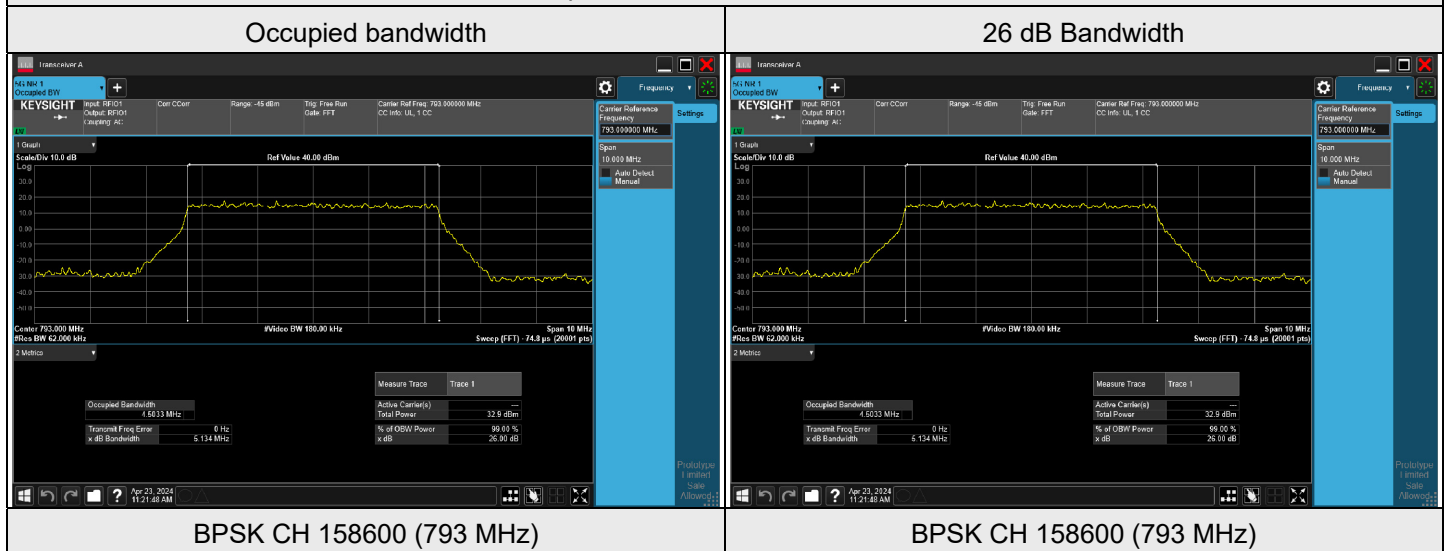 Occupied bandwidth
26 dB Bandwidth
Transceiver A
5G NR 1
Occupied BW
+
Frequency
KEYSIGHT
Input: RFIO1
Output: RFIO1
Coupling: AC
Corr CCorr
Range: -45 dBm
Trig: Free Run
Gate: FFT
Carrier Ref Freq: 793.000000 MHz
CC Info: UL, 1 CC
Carrier Reference
Frequency
793.000000 MHz
Settings
Span
10.000 MHz
Auto Detect
Manual
1 Graph
Scale/Div 10.0 dB
Ref Value 40.00 dBm
Log
30.0
20.0
10.0
0.00
-10.0
-20.0
-30.0
-40.0
-50.0
Center 793.000 MHz
#Video BW 180.00 kHz
Span 10 MHz
#Res BW 62.000 kHz
Sweep (FFT) ~74.8 µs (20001 pts)
2 Metrics
Measure Trace Trace 1
Occupied Bandwidth
4.5033 MHz
Active Carrier(s) ---
Total Power 32.9 dBm
Transmit Freq Error 0 Hz
x dB Bandwidth 5.134 MHz
% of OBW Power 99.00 %
x dB 26.00 dB
Prototype
Limited
Sale
Allowed
?
Apr 23, 2024
11:21:48 AM
Transceiver A
5G NR 1
Occupied BW
+
Frequency
KEYSIGHT
Input: RFIO1
Output: RFIO1
Coupling: AC
Corr CCorr
Range: -45 dBm
Trig: Free Run
Gate: FFT
Carrier Ref Freq: 793.000000 MHz
CC Info: UL, 1 CC
Carrier Reference
Frequency
793.000000 MHz
Settings
Span
10.000 MHz
Auto Detect
Manual
1 Graph
Scale/Div 10.0 dB
Ref Value 40.00 dBm
Log
30.0
20.0
10.0
0.00
-10.0
-20.0
-30.0
-40.0
-50.0
Center 793.000 MHz
#Video BW 180.00 kHz
Span 10 MHz
#Res BW 62.000 kHz
Sweep (FFT) ~74.8 µs (20001 pts)
2 Metrics
Measure Trace Trace 1
Occupied Bandwidth
4.5033 MHz
Active Carrier(s) ---
Total Power 32.9 dBm
Transmit Freq Error 0 Hz
x dB Bandwidth 5.134 MHz
% of OBW Power 99.00 %
x dB 26.00 dB
Prototype
Limited
Sale
Allowed
?
Apr 23, 2024
11:21:48 AM
BPSK CH 158600 (793 MHz)
BPSK CH 158600 (793 MHz)